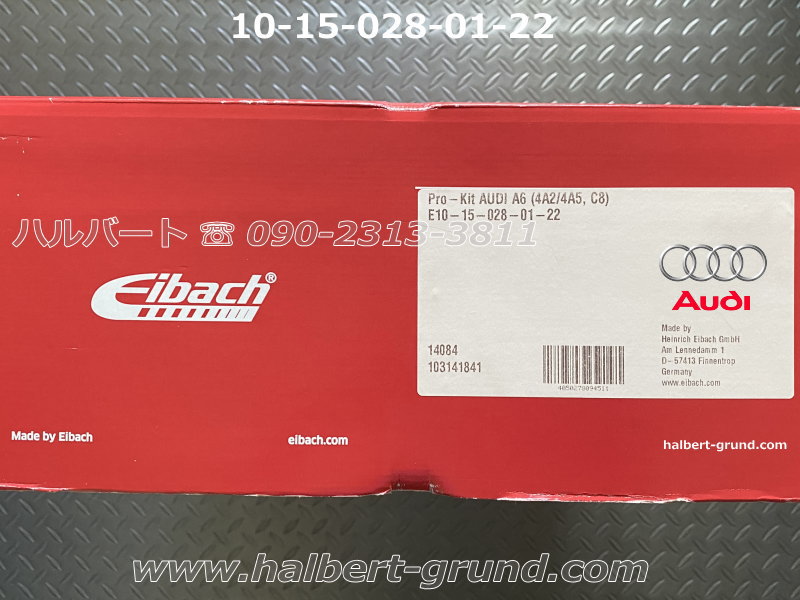 10-15-028-01-22
Pro-Kit AUDI A6 (4A2/4A5, C8)
E10-15-028-01-22
ハルバート ☎ 090-2313-3811
Eibach®
Audi
14084
103141841
4050278094511
Made by
Heinrich Eibach GmbH
Am Lennedamm 1
D-57413 Finnentrop
Germany
www.eibach.com
Made by Eibach
eibach.com
halbert-grund.com
www.halbert-grund.com